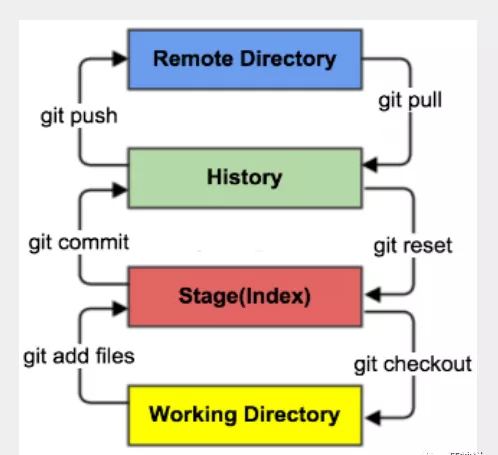 Remote Directory
git push
git pull
History
git commit
git reset
Stage(Index)
git add files
git checkout
Working Directory